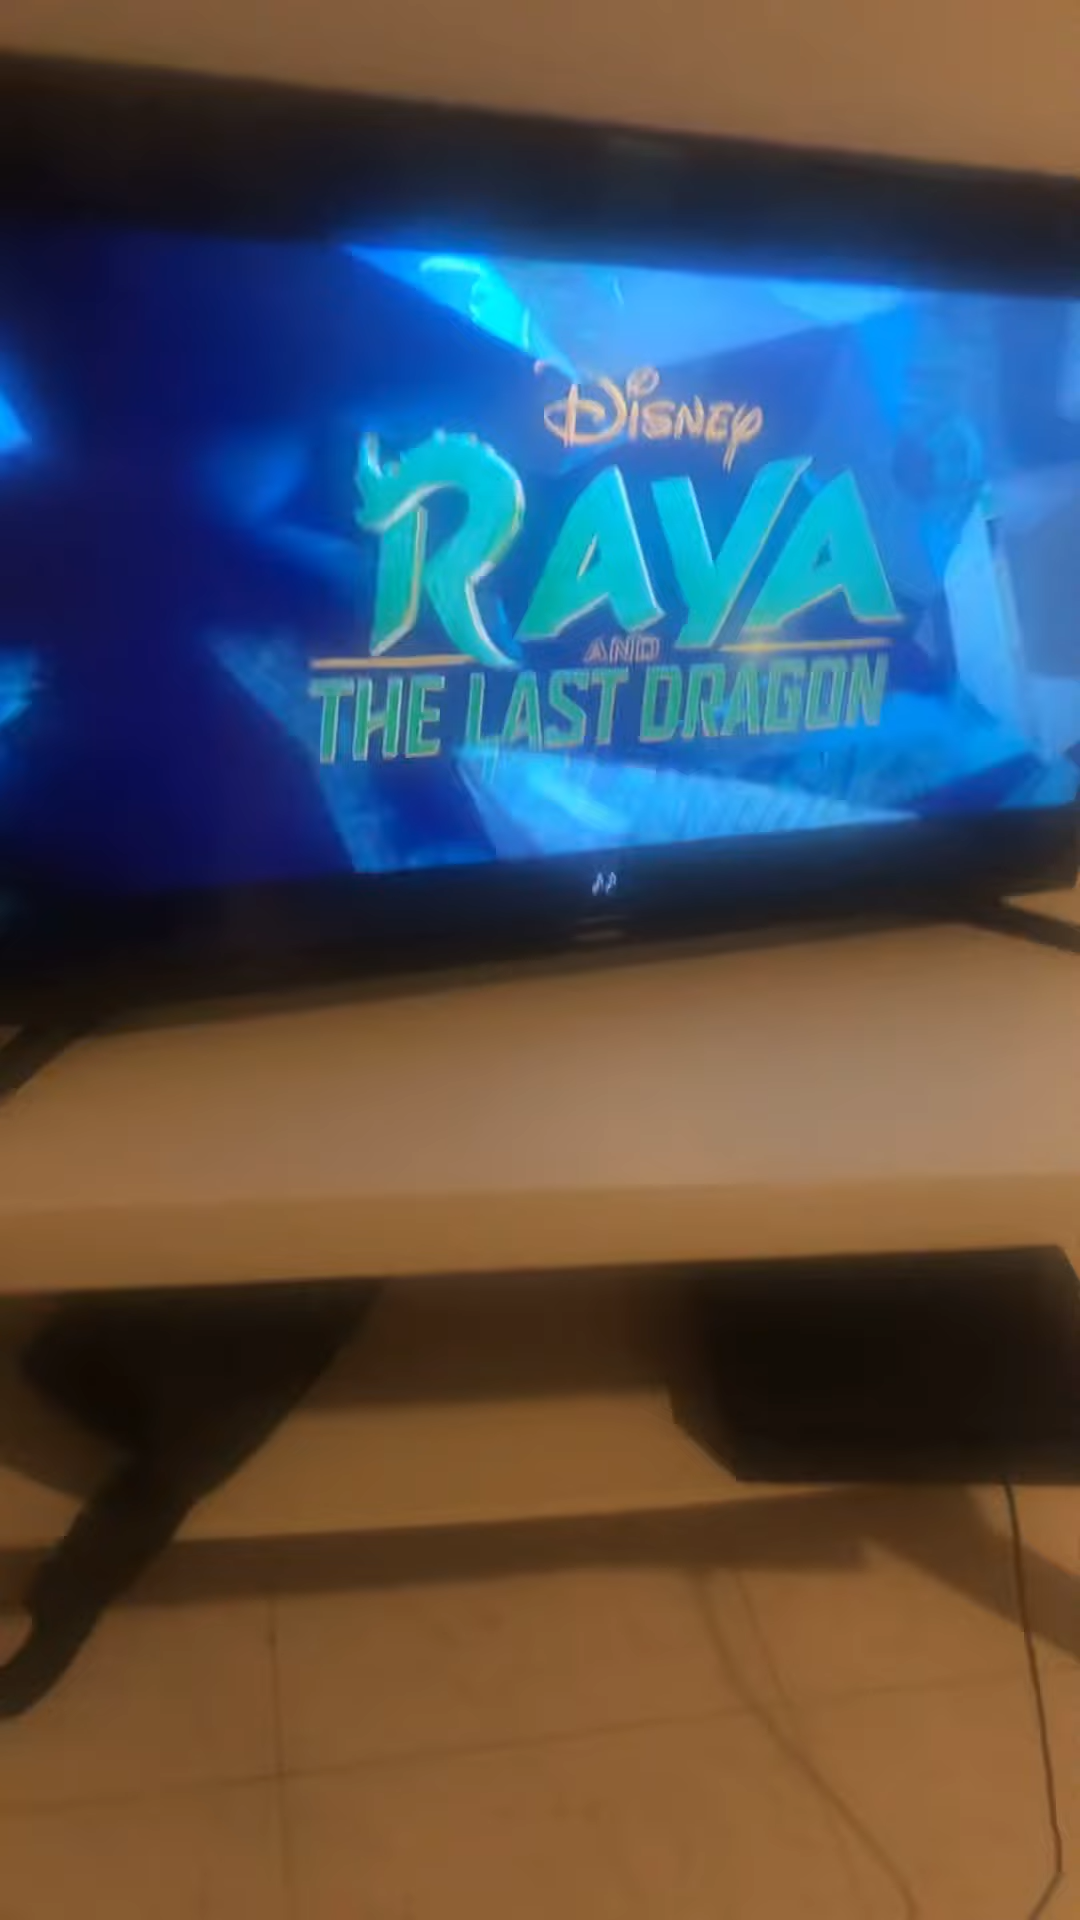 DISNEY
RAYA
AND
THE LAST DRAGON
♪♪